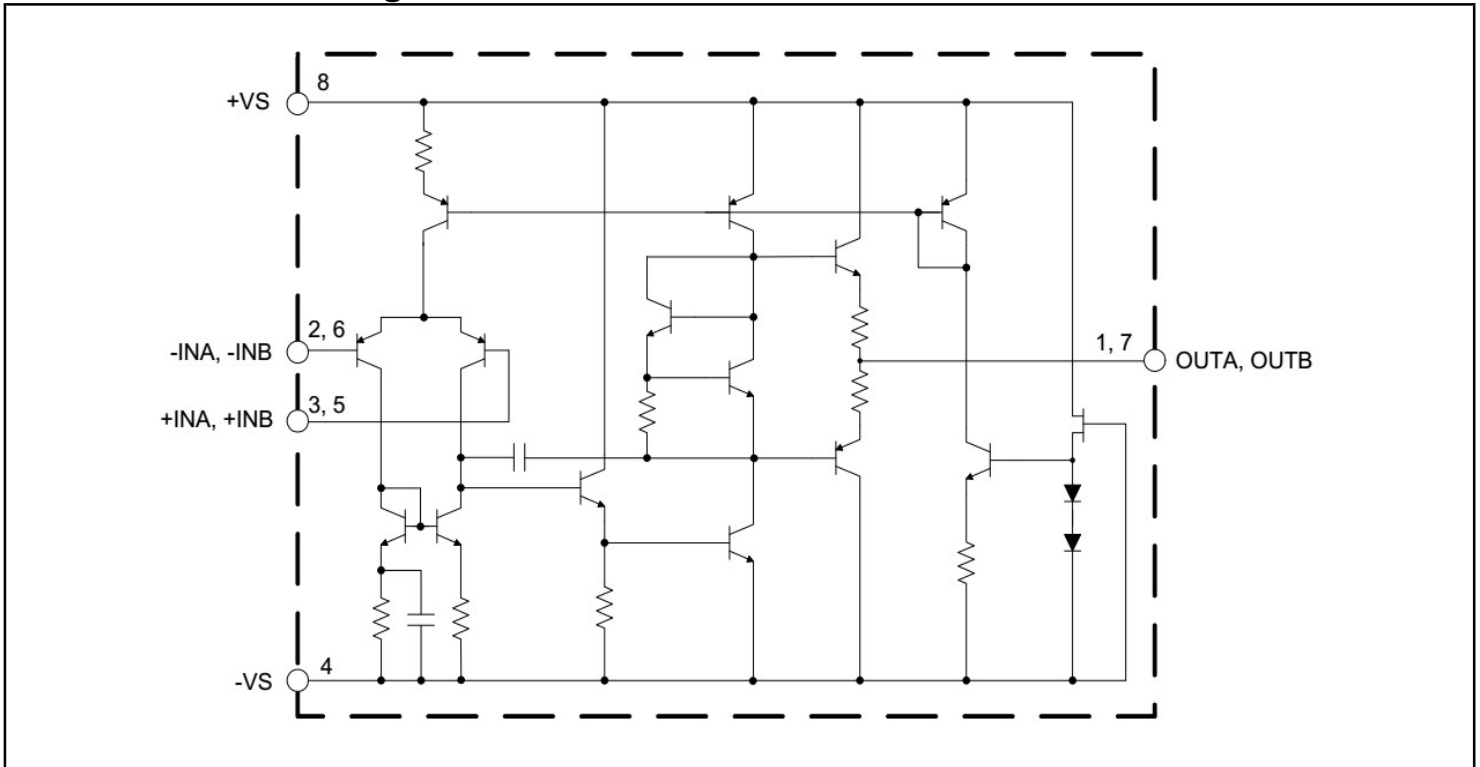 8
+VS
2, 6
-INA, -INB
1, 7
OUTA, OUTB
3, 5
+INA, +INB
4
-VS